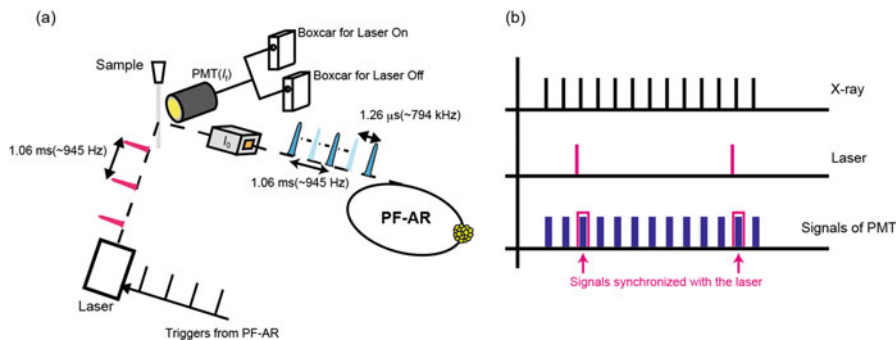 (a)
Sample
PMT(I_f)
Boxcar for Laser On
Boxcar for Laser Off
1.26 μs(~794 kHz)
1.06 ms(~945 Hz)
I₀
1.06 ms(~945 Hz)
PF-AR
Laser
Triggers from PF-AR
(b)
X-ray
Laser
Signals of PMT
Signals synchronized with the laser